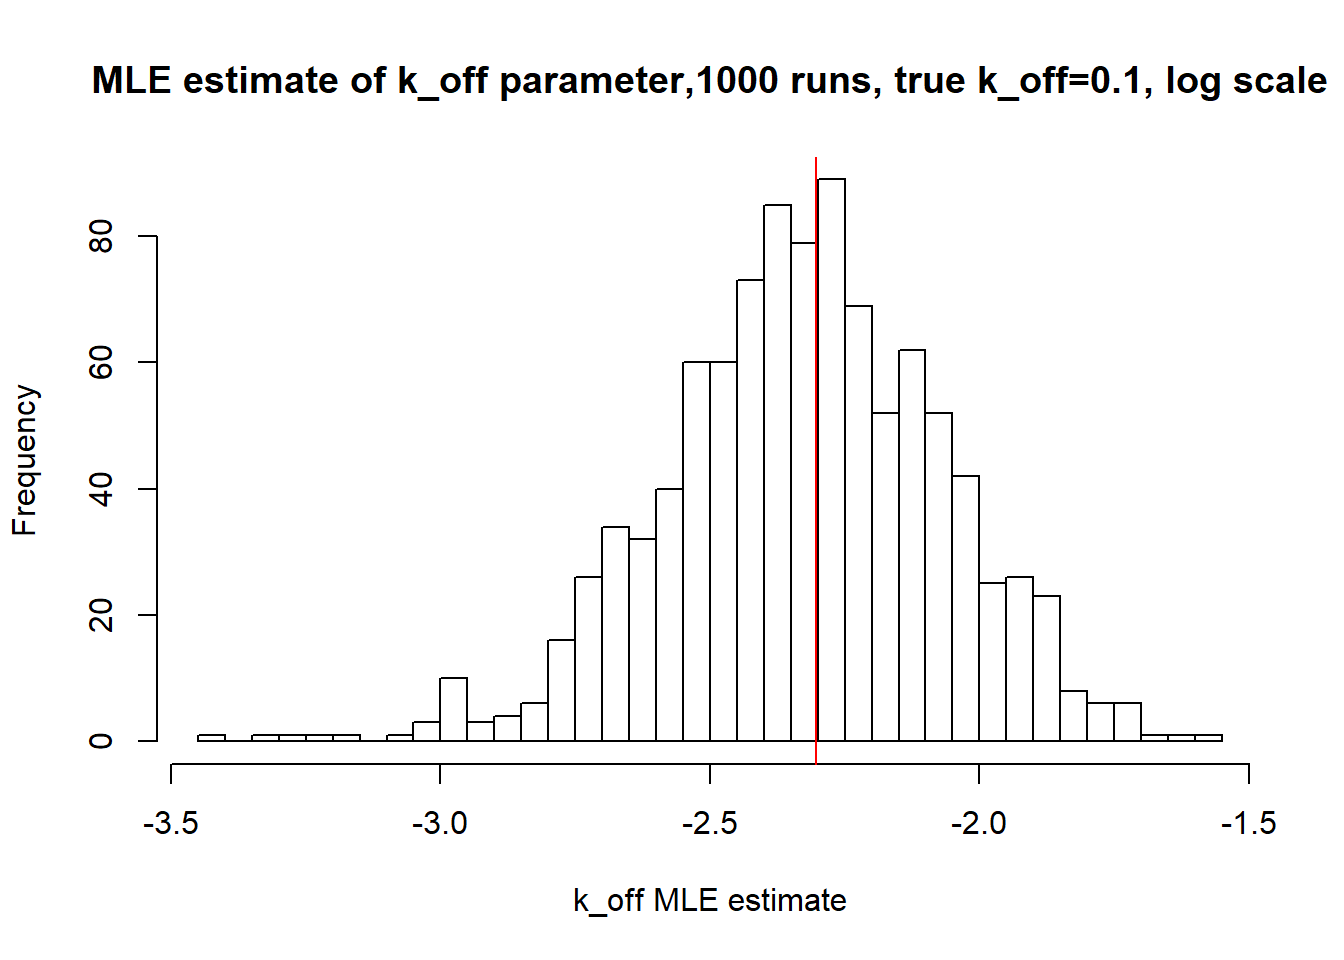 MLE estimate of k_off parameter,1000 runs, true k_off=0.1, log scale
Frequency
80
60
40
20
0
-3.5 -3.0 -2.5 -2.0 -1.5
k_off MLE estimate